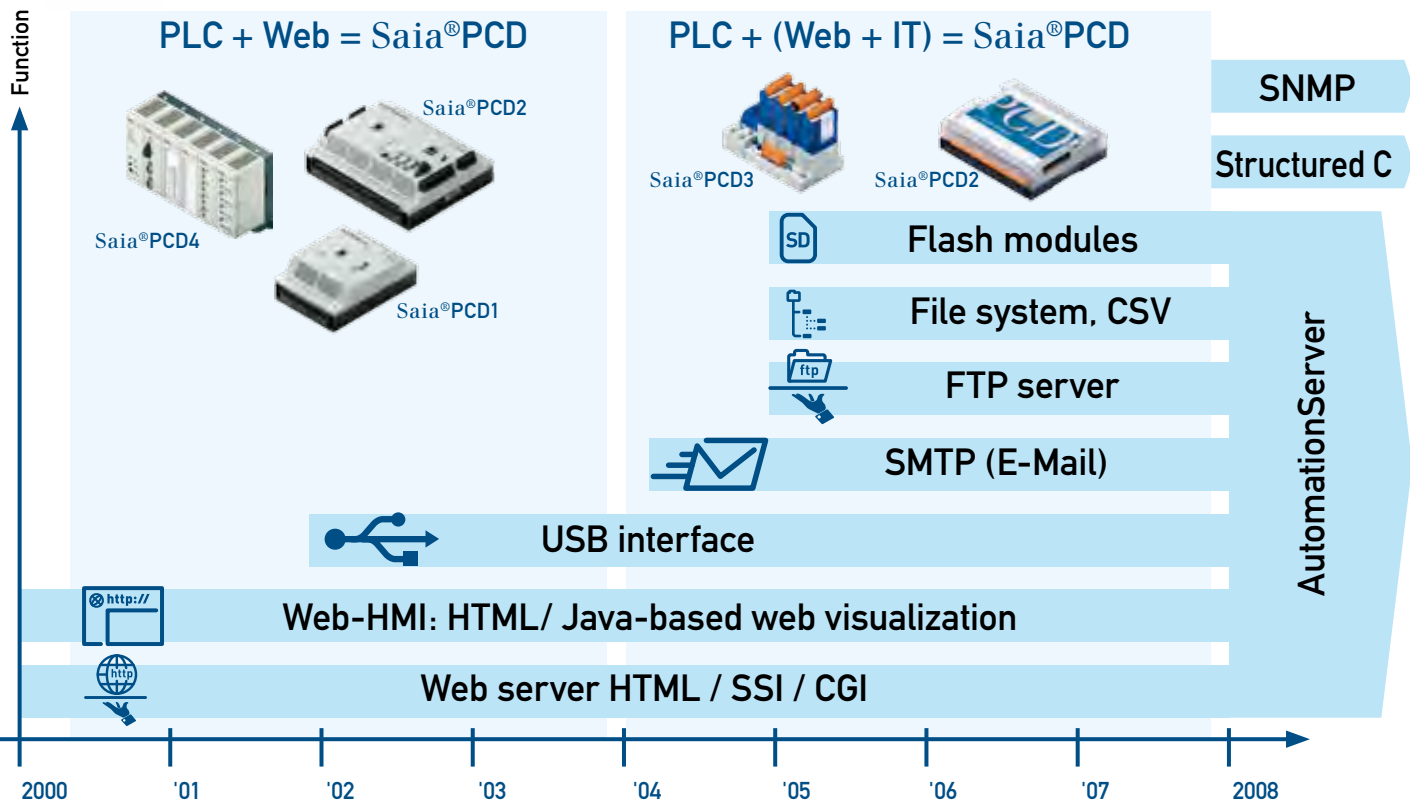 Function
PLC + Web = Saia®PCD
PLC + (Web + IT) = Saia®PCD
SNMP
Structured C
Saia®PCD2
Saia®PCD4
Saia®PCD1
Saia®PCD3
PCD
Saia®PCD2
SD
Flash modules
File system, CSV
ftp
FTP server
SMTP (E-Mail)
USB interface
http://
Web-HMI: HTML/ Java-based web visualization
http
Web server HTML / SSI / CGI
AutomationServer
2000 '01 '02 '03 '04 '05 '06 '07 2008